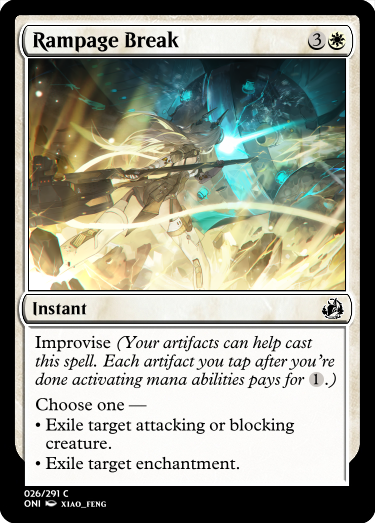 Rampage Break 3
Instant
Improvise (Your artifacts can help cast
this spell. Each artifact you tap after you're
done activating mana abilities pays for 1.)
Choose one —
• Exile target attacking or blocking
creature.
• Exile target enchantment.
026/291 C
ONI XIAO_FENG